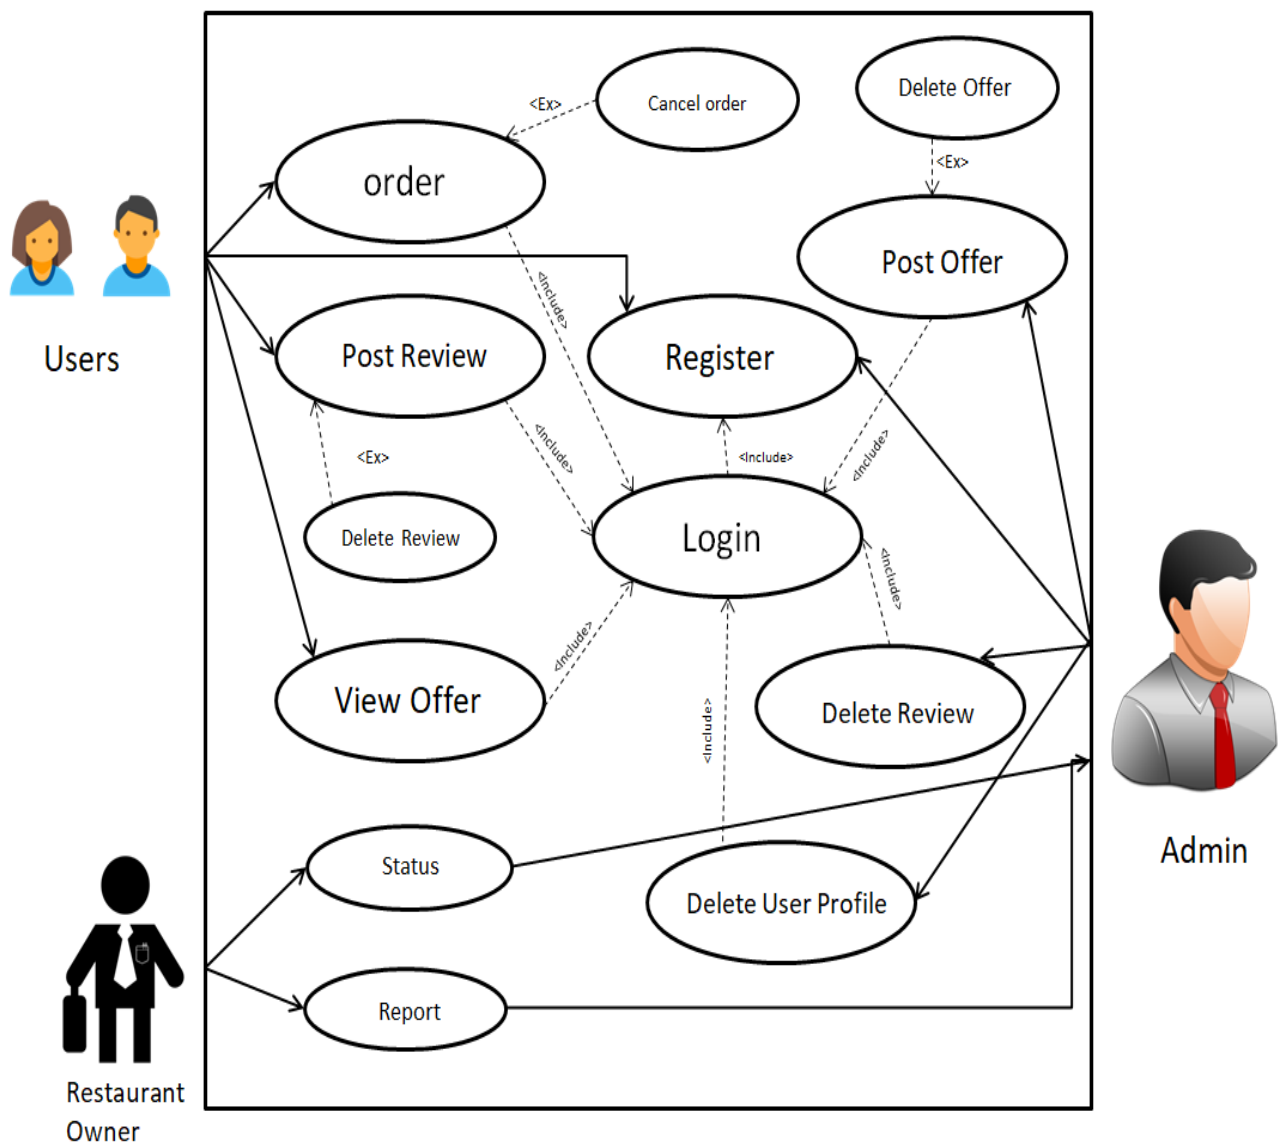 Delete Offer
Cancel order
<Ex>
<Ex>
order
Post Offer
<Include>
Users
Post Review
Register
<Include>
<Include>
<Include>
<Ex>
Delete Review
Login
<Include>
<Include>
View Offer
Delete Review
<Include>
Admin
Status
Delete User Profile
Report
Restaurant
Owner